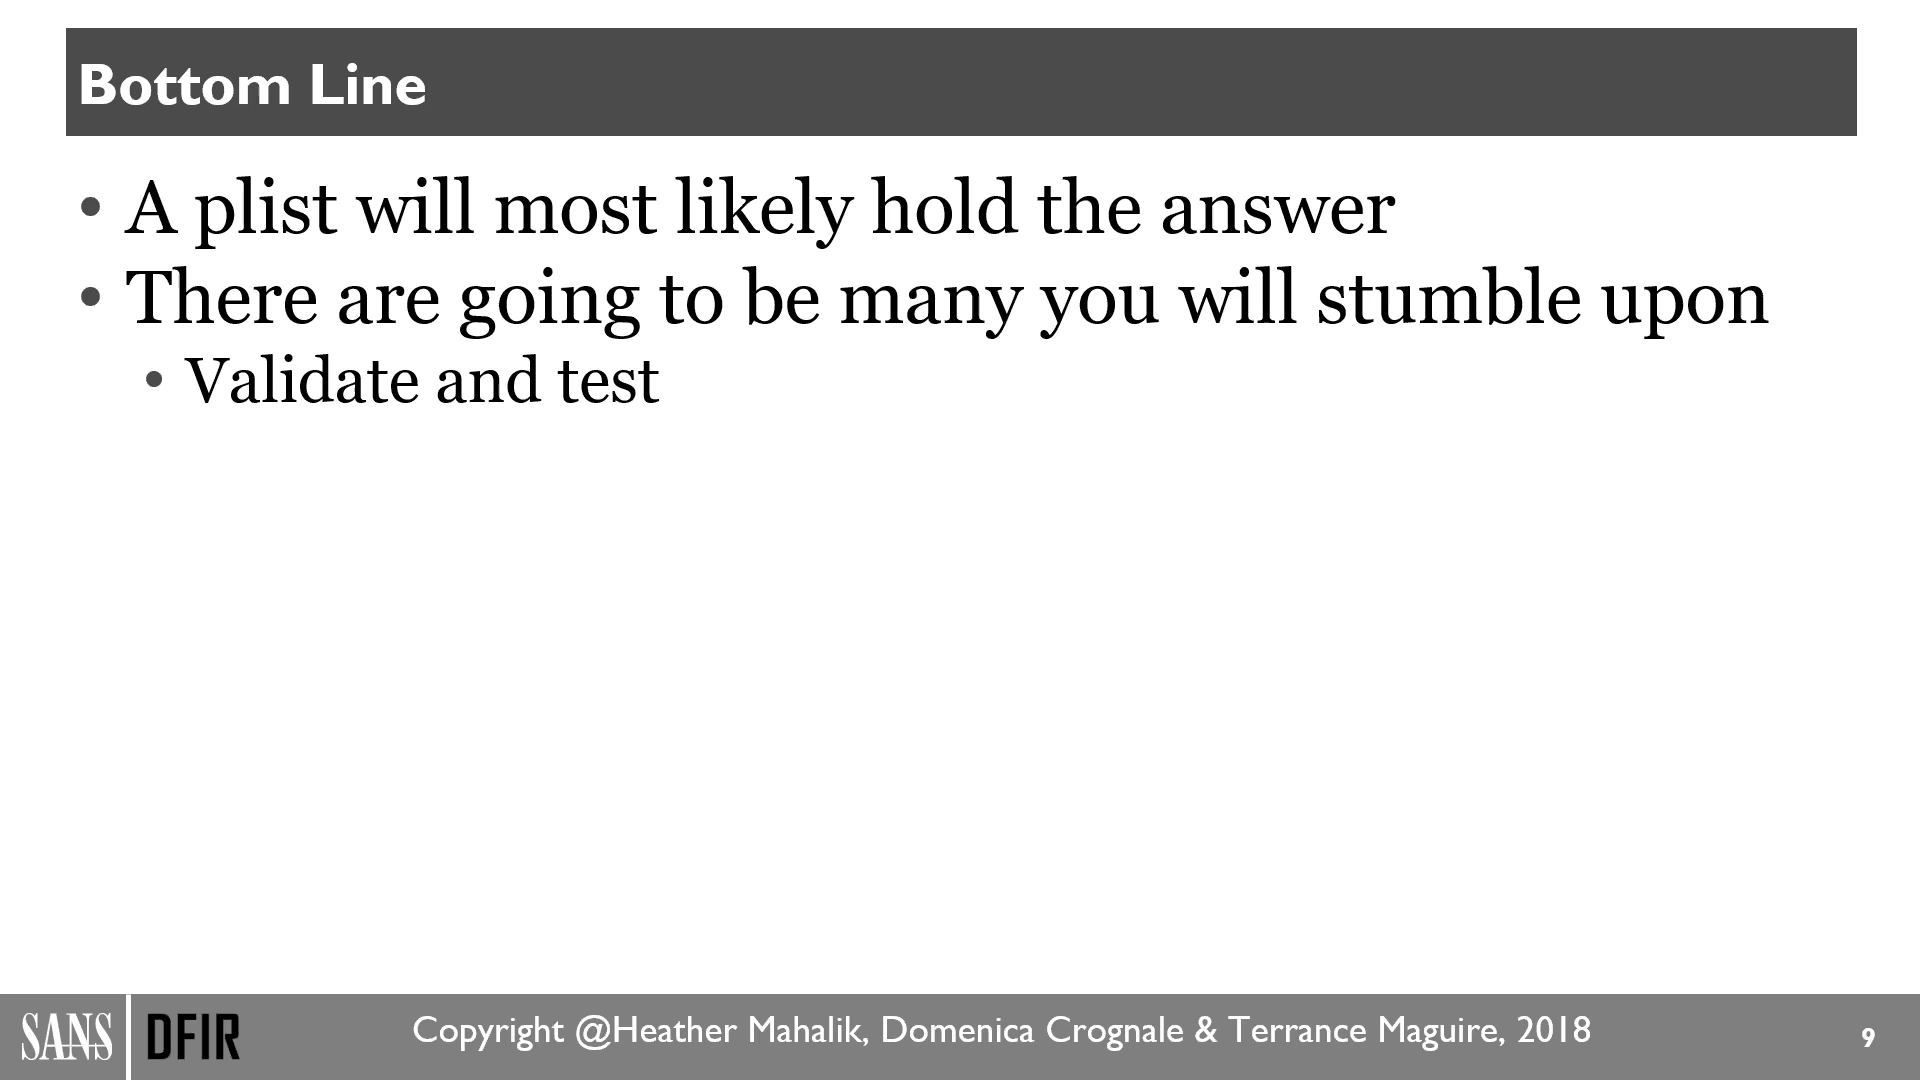 Bottom Line
• A plist will most likely hold the answer
• There are going to be many you will stumble upon
• Validate and test
SANS DFIR
Copyright @Heather Mahalik, Domenica Crognale & Terrance Maguire, 2018
9